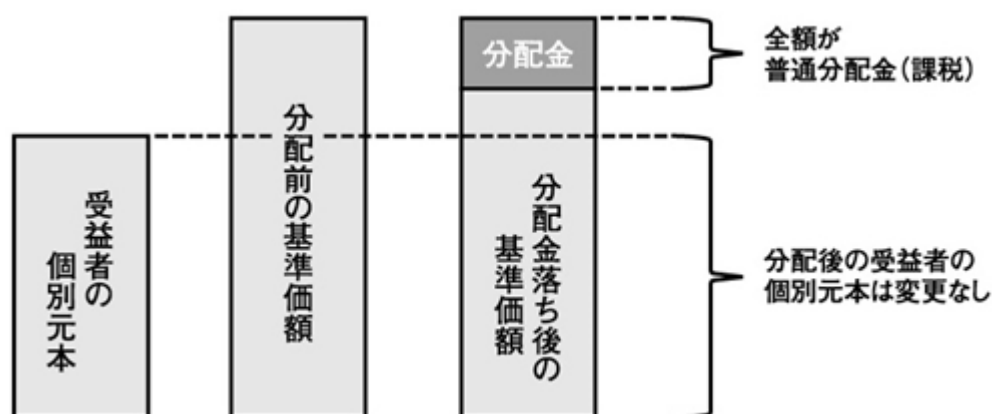 受益者の
個別元本
分配前の基準価額
分配金
分配金落ち後の
基準価額
全額が
普通分配金(課税)
分配後の受益者の
個別元本は変更なし